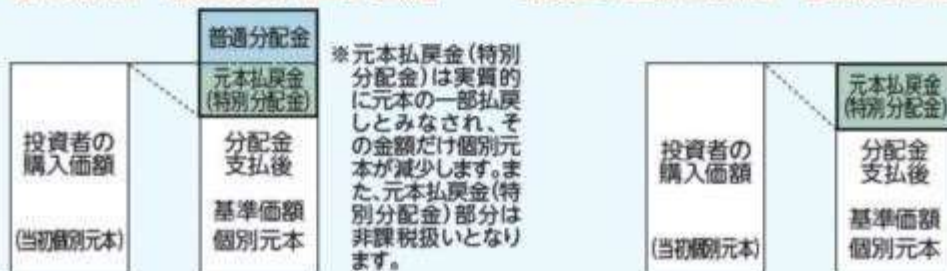 普通分配金
元本払戻金
(特別分配金)
投資者の
購入価額
(当初個別元本)
分配金
支払後
基準価額
個別元本
※元本払戻金(特別
分配金)は実質的
に元本の一部払戻
しとみなされ、そ
の金額だけ個別元
本が減少します。ま
た、元本払戻金(特
別分配金)部分は
非課税扱いとなり
ます。
元本払戻金
(特別分配金)
投資者の
購入価額
(当初個別元本)
分配金
支払後
基準価額
個別元本